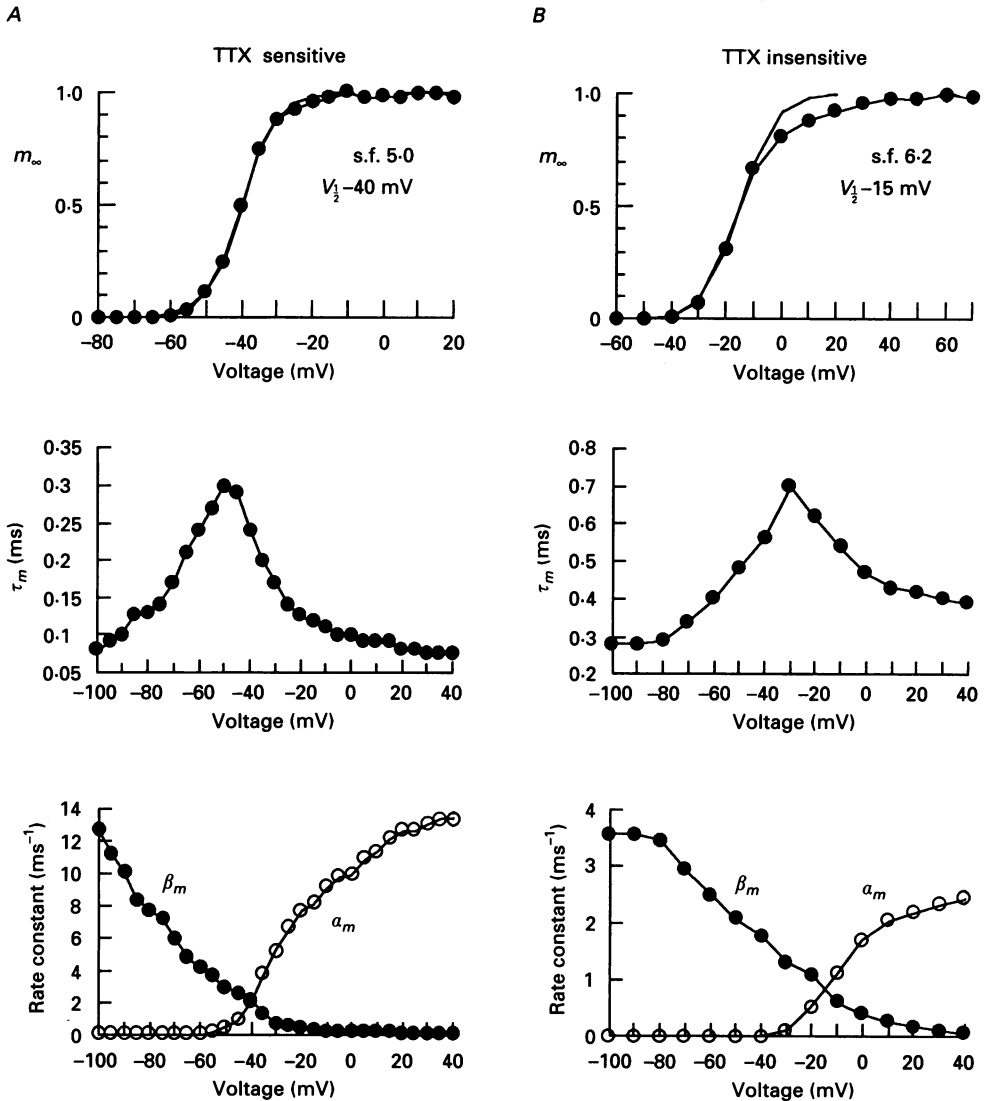 A
TTX sensitive
1·0
0·5
0
m∞
s.f. 5·0
V½ −40 mV
−80 −60 −40 −20 0 20
Voltage (mV)
B
TTX insensitive
1·0
0·5
0
m∞
s.f. 6·2
V½ −15 mV
−60 −40 −20 0 20 40 60
Voltage (mV)
0·35
0·3
0·25
0·2
0·15
0·1
0·05
τm (ms)
−100 −80 −60 −40 −20 0 20 40
Voltage (mV)
0·8
0·7
0·6
0·5
0·4
0·3
0·2
τm (ms)
−100 −80 −60 −40 −20 0 20 40
Voltage (mV)
14
12
10
8
6
4
2
0
Rate constant (ms⁻¹)
βm
αm
−100 −80 −60 −40 −20 0 20 40
Voltage (mV)
4
3
2
1
0
Rate constant (ms⁻¹)
βm
αm
−100 −80 −60 −40 −20 0 20 40
Voltage (mV)